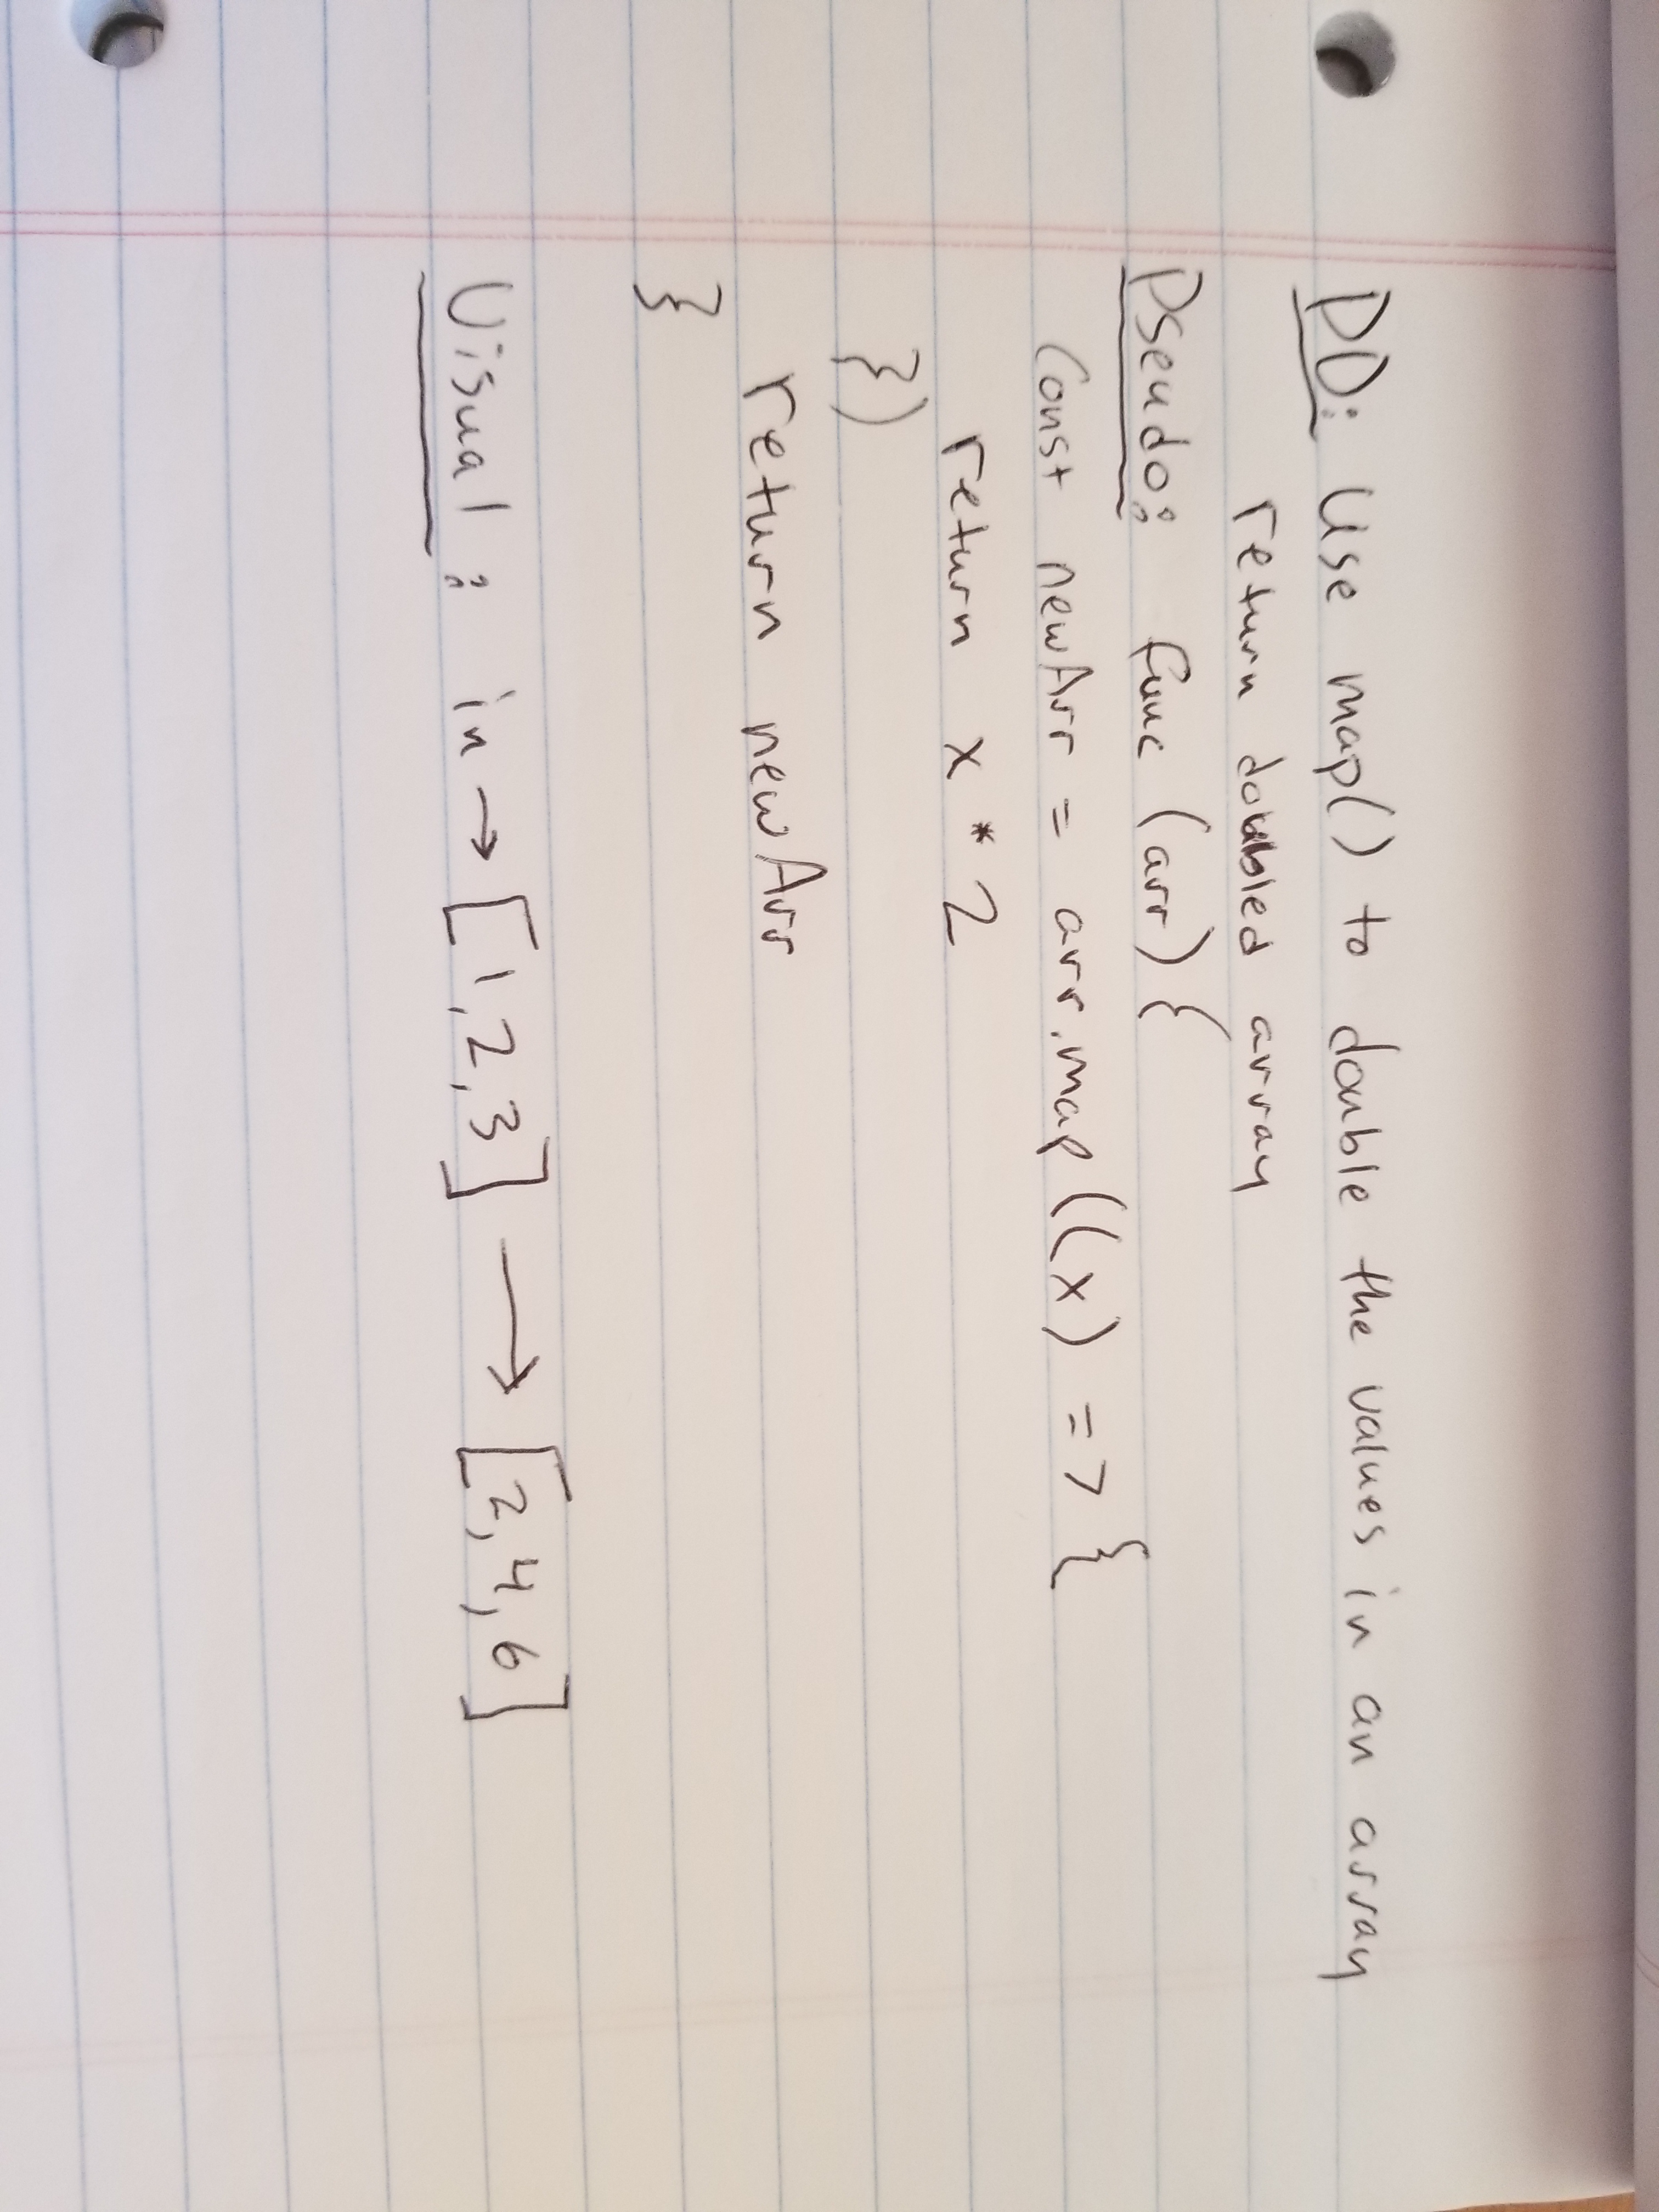 PD: Use map() to double the values in an array
return doubled array
Pseudo: func (arr) {
const newArr = arr.map((x) => {
return x * 2
})
return newArr
}
Visual: in → [1,2,3] → [2,4,6]